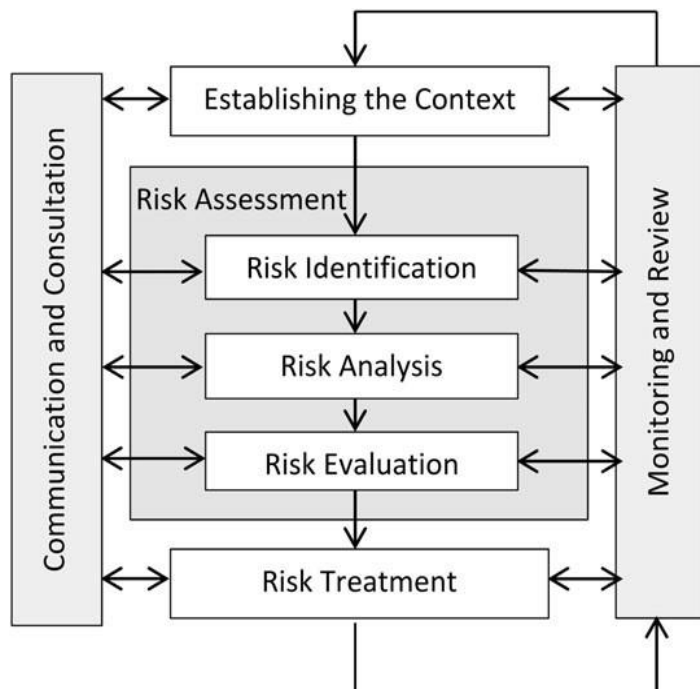 Establishing the Context
Communication and Consultation
Risk Assessment
Risk Identification
Risk Analysis
Risk Evaluation
Risk Treatment
Monitoring and Review